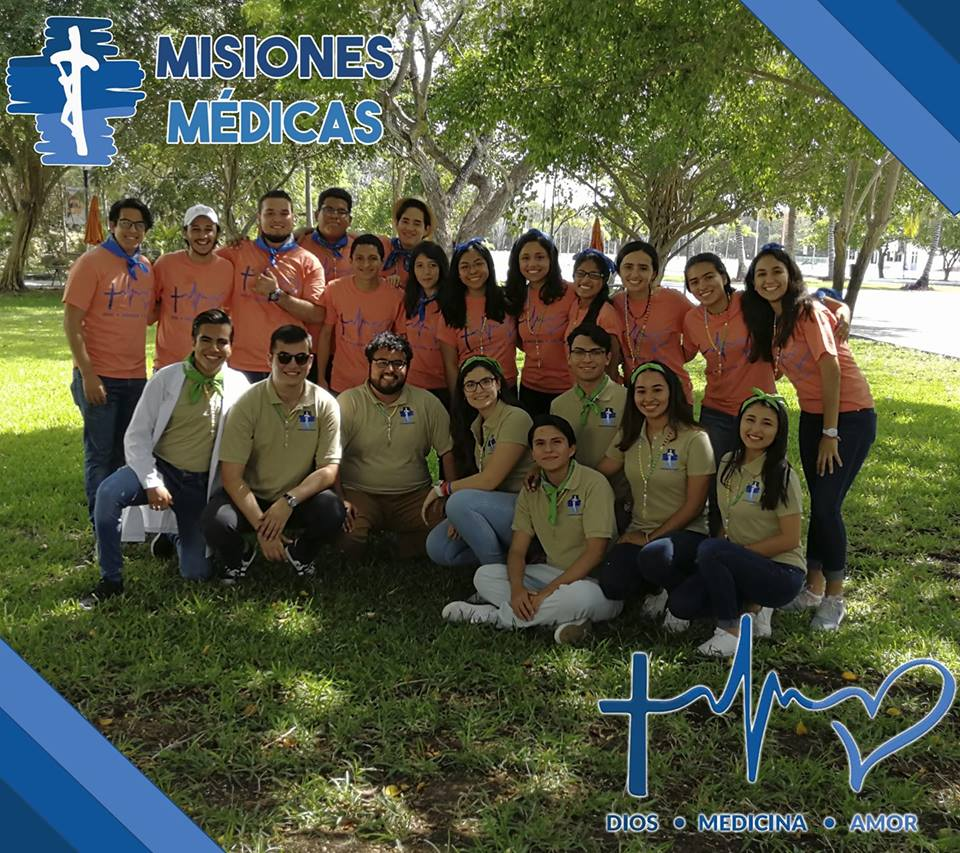 MISIONES
MÉDICAS
DIOS • MEDICINA • AMOR